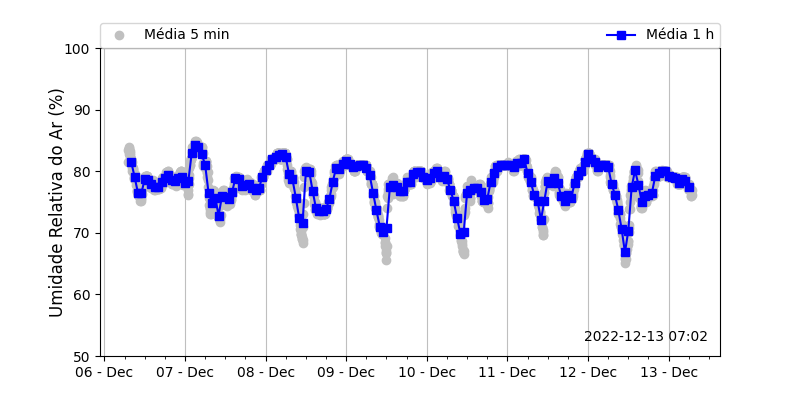 Média 5 min
Média 1 h
Umidade Relativa do Ar (%)
100
90
80
70
60
50
2022-12-13 07:02
06 - Dec
07 - Dec
08 - Dec
09 - Dec
10 - Dec
11 - Dec
12 - Dec
13 - Dec